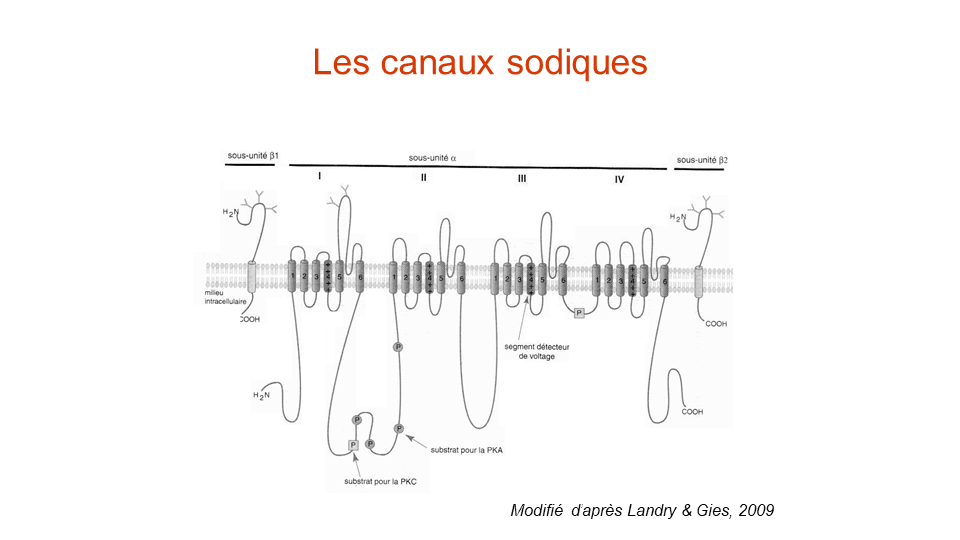 Les canaux sodiques
sous-unité β1
sous-unité α
sous-unité β2
I
II
III
IV
H2N
H2N
1 2 3 4 5 6
1 2 3 4 5 6
1 2 3 4 5 6
1 2 3 4 5 6
milieu
intracellulaire
COOH
P
COOH
segment détecteur
de voltage
P
H2N
COOH
P
P
P
P
substrat pour la PKA
substrat pour la PKC
Modifié d'après Landry & Gies, 2009